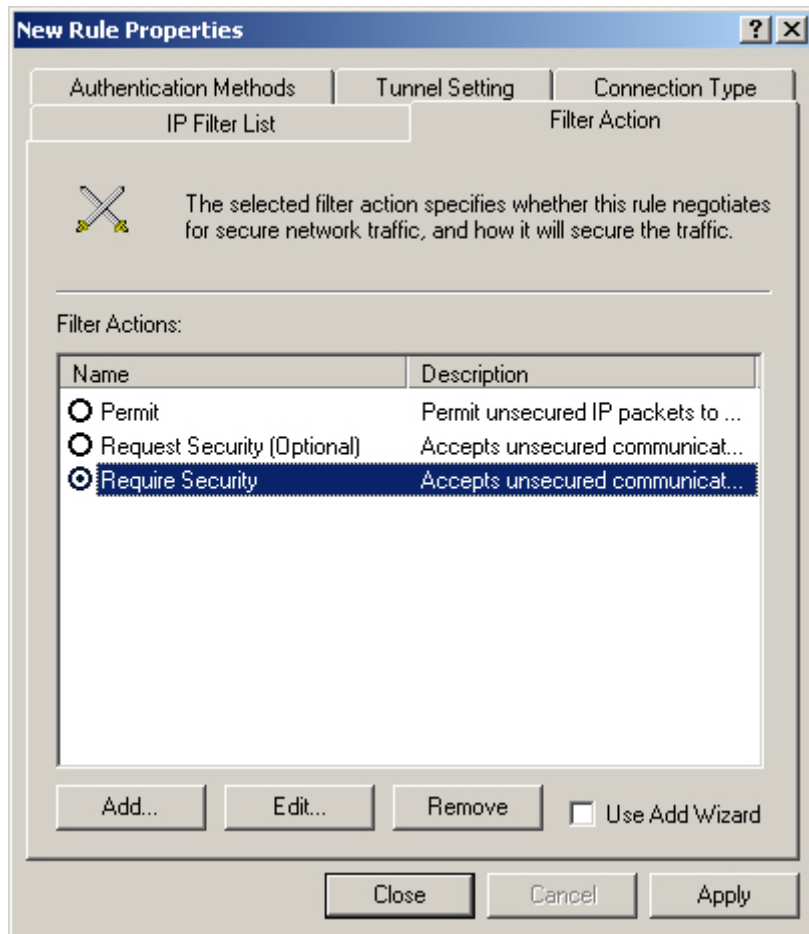 New Rule Properties
Authentication Methods Tunnel Setting Connection Type
IP Filter List Filter Action
The selected filter action specifies whether this rule negotiates
for secure network traffic, and how it will secure the traffic.
Filter Actions:
Name Description
Permit Permit unsecured IP packets to ...
Request Security (Optional) Accepts unsecured communicat...
Require Security Accepts unsecured communicat...
Add... Edit... Remove Use Add Wizard
Close Cancel Apply